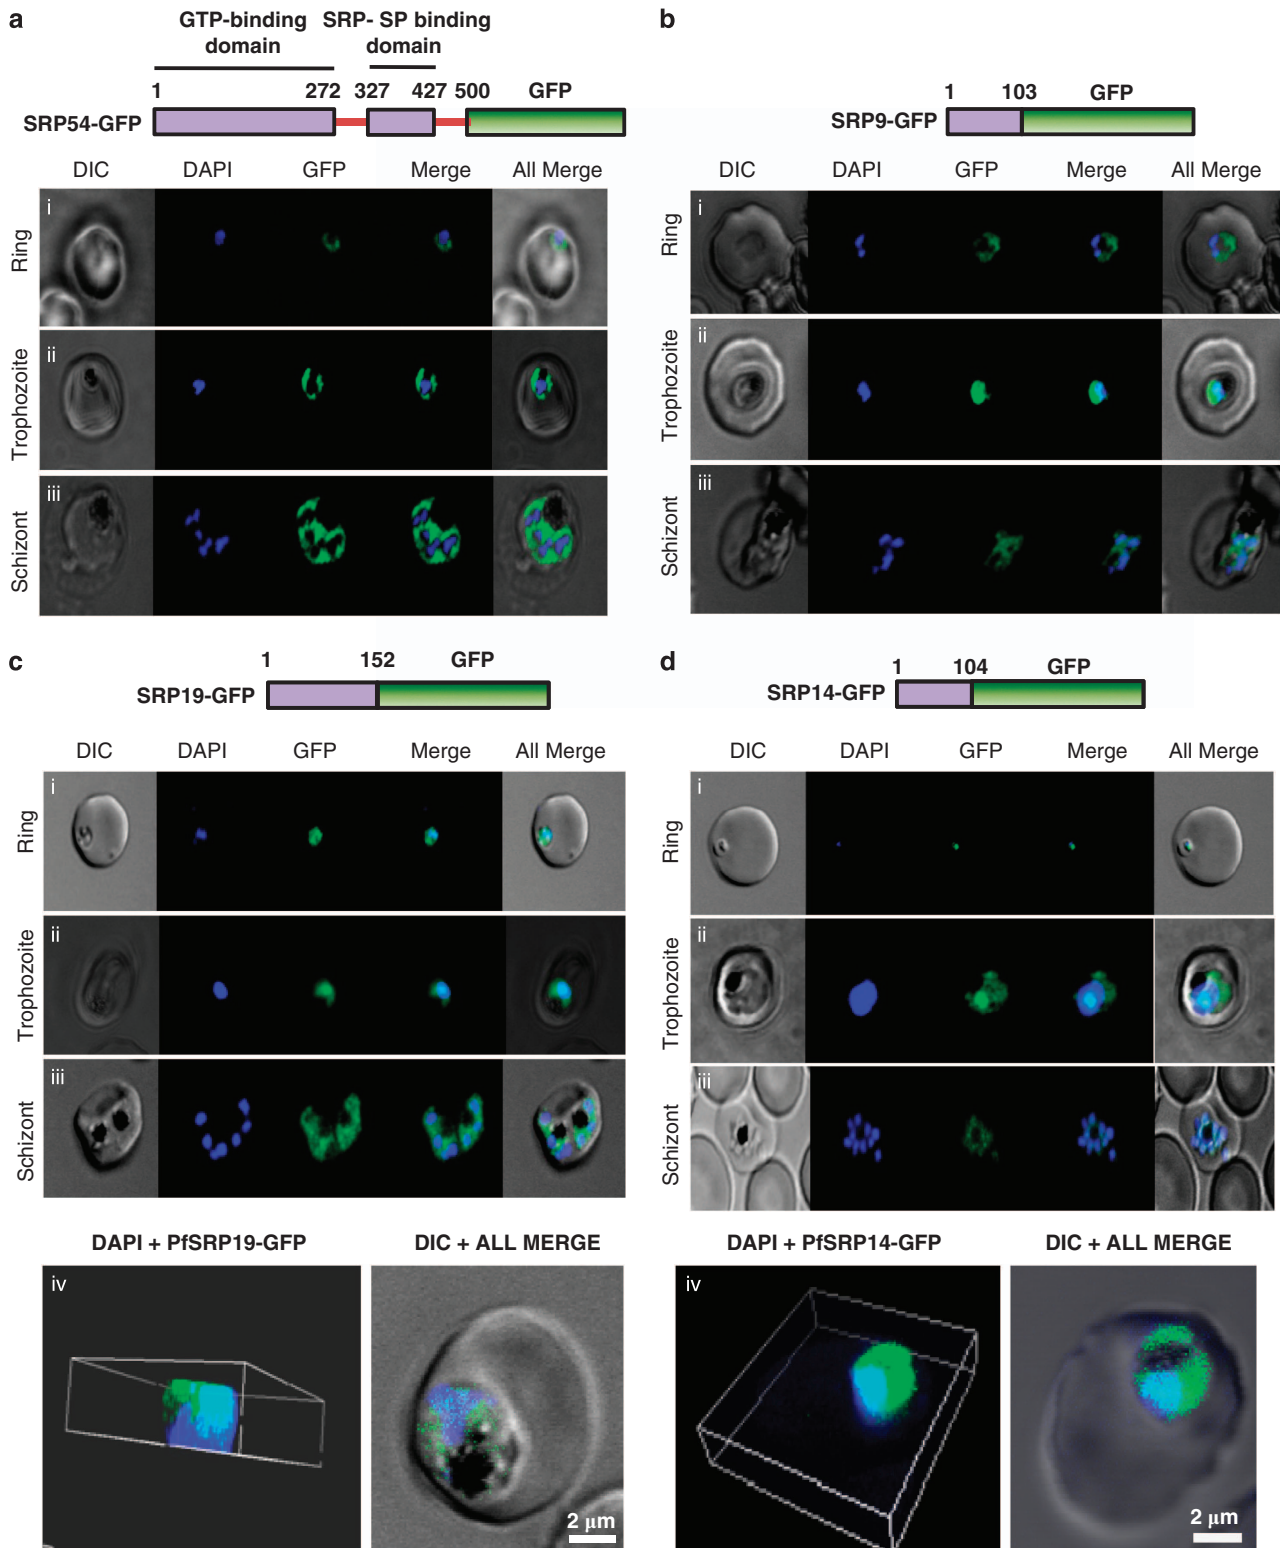 a
GTP-binding domain
SRP- SP binding domain
1 272 327 427 500 GFP
SRP54-GFP
DIC DAPI GFP Merge All Merge
i
Ring
ii
Trophozoite
iii
Schizont
b
1 103 GFP
SRP9-GFP
DIC DAPI GFP Merge All Merge
i
Ring
ii
Trophozoite
iii
Schizont
c
1 152 GFP
SRP19-GFP
DIC DAPI GFP Merge All Merge
i
Ring
ii
Trophozoite
iii
Schizont
DAPI + PfSRP19-GFP DIC + ALL MERGE
iv
2 μm
d
1 104 GFP
SRP14-GFP
DIC DAPI GFP Merge All Merge
i
Ring
ii
Trophozoite
iii
Schizont
DAPI + PfSRP14-GFP DIC + ALL MERGE
iv
2 μm